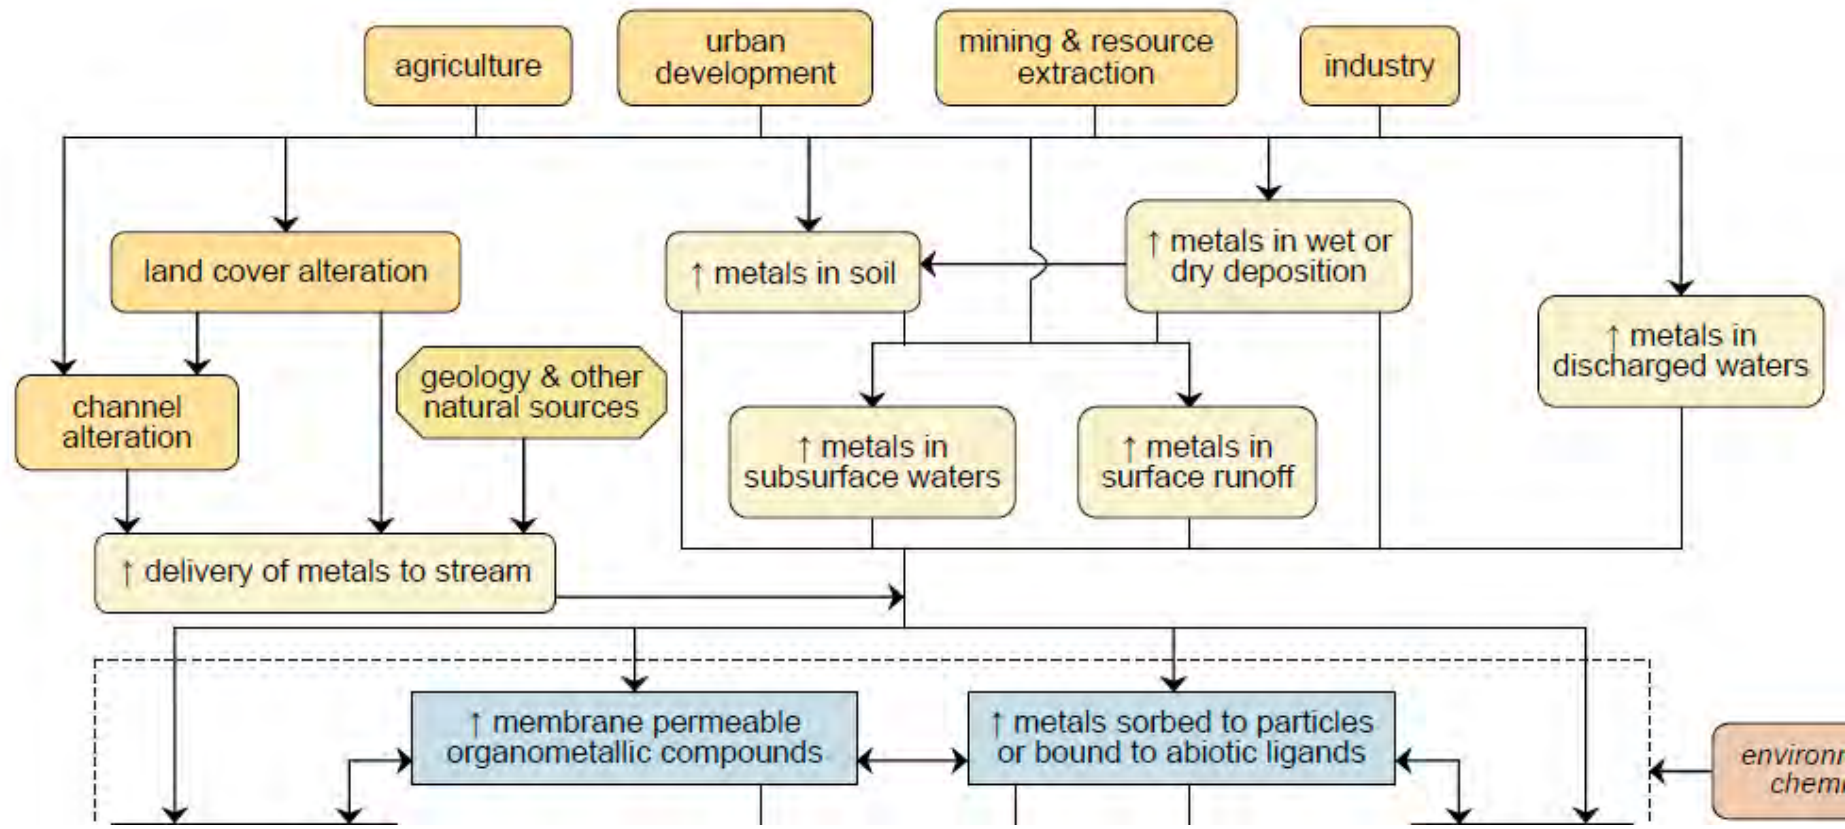 agriculture
urban
development
mining & resource
extraction
industry
land cover alteration
↑ metals in soil
↑ metals in wet or
dry deposition
↑ metals in
discharged waters
channel
alteration
geology & other
natural sources
↑ metals in
subsurface waters
↑ metals in
surface runoff
↑ delivery of metals to stream
↑ membrane permeable
organometallic compounds
↑ metals sorbed to particles
or bound to abiotic ligands